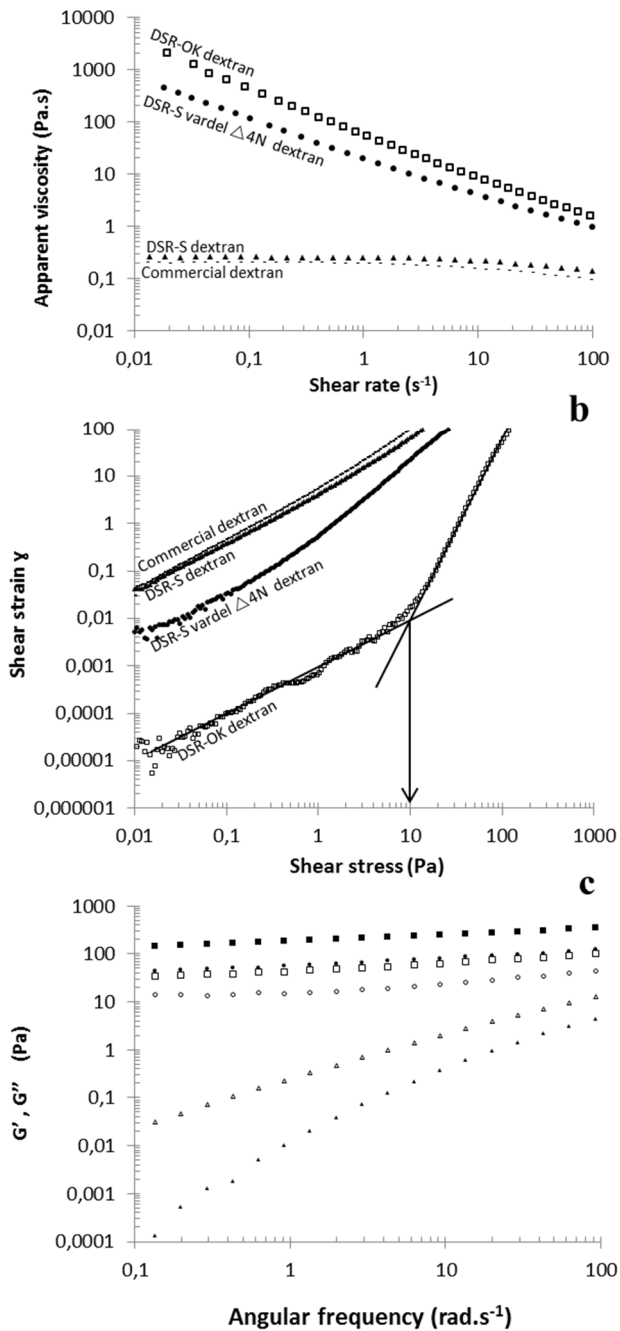 10000
1000
100
10
1
0,1
0,01
Apparent viscosity (Pa.s)
DSR-OK dextran
DSR-S vardel △4N dextran
DSR-S dextran
Commercial dextran
0,01 0,1 1 10 100
Shear rate (s⁻¹)
b
100
10
1
0,1
0,01
0,001
0,0001
0,00001
0,000001
Shear strain ɣ
Commercial dextran
DSR-S dextran
DSR-S vardel △4N dextran
DSR-OK dextran
0,01 0,1 1 10 100 1000
Shear stress (Pa)
c
1000
100
10
1
0,1
0,01
0,001
0,0001
G' , G'' (Pa)
0,1 1 10 100
Angular frequency (rad.s⁻¹)